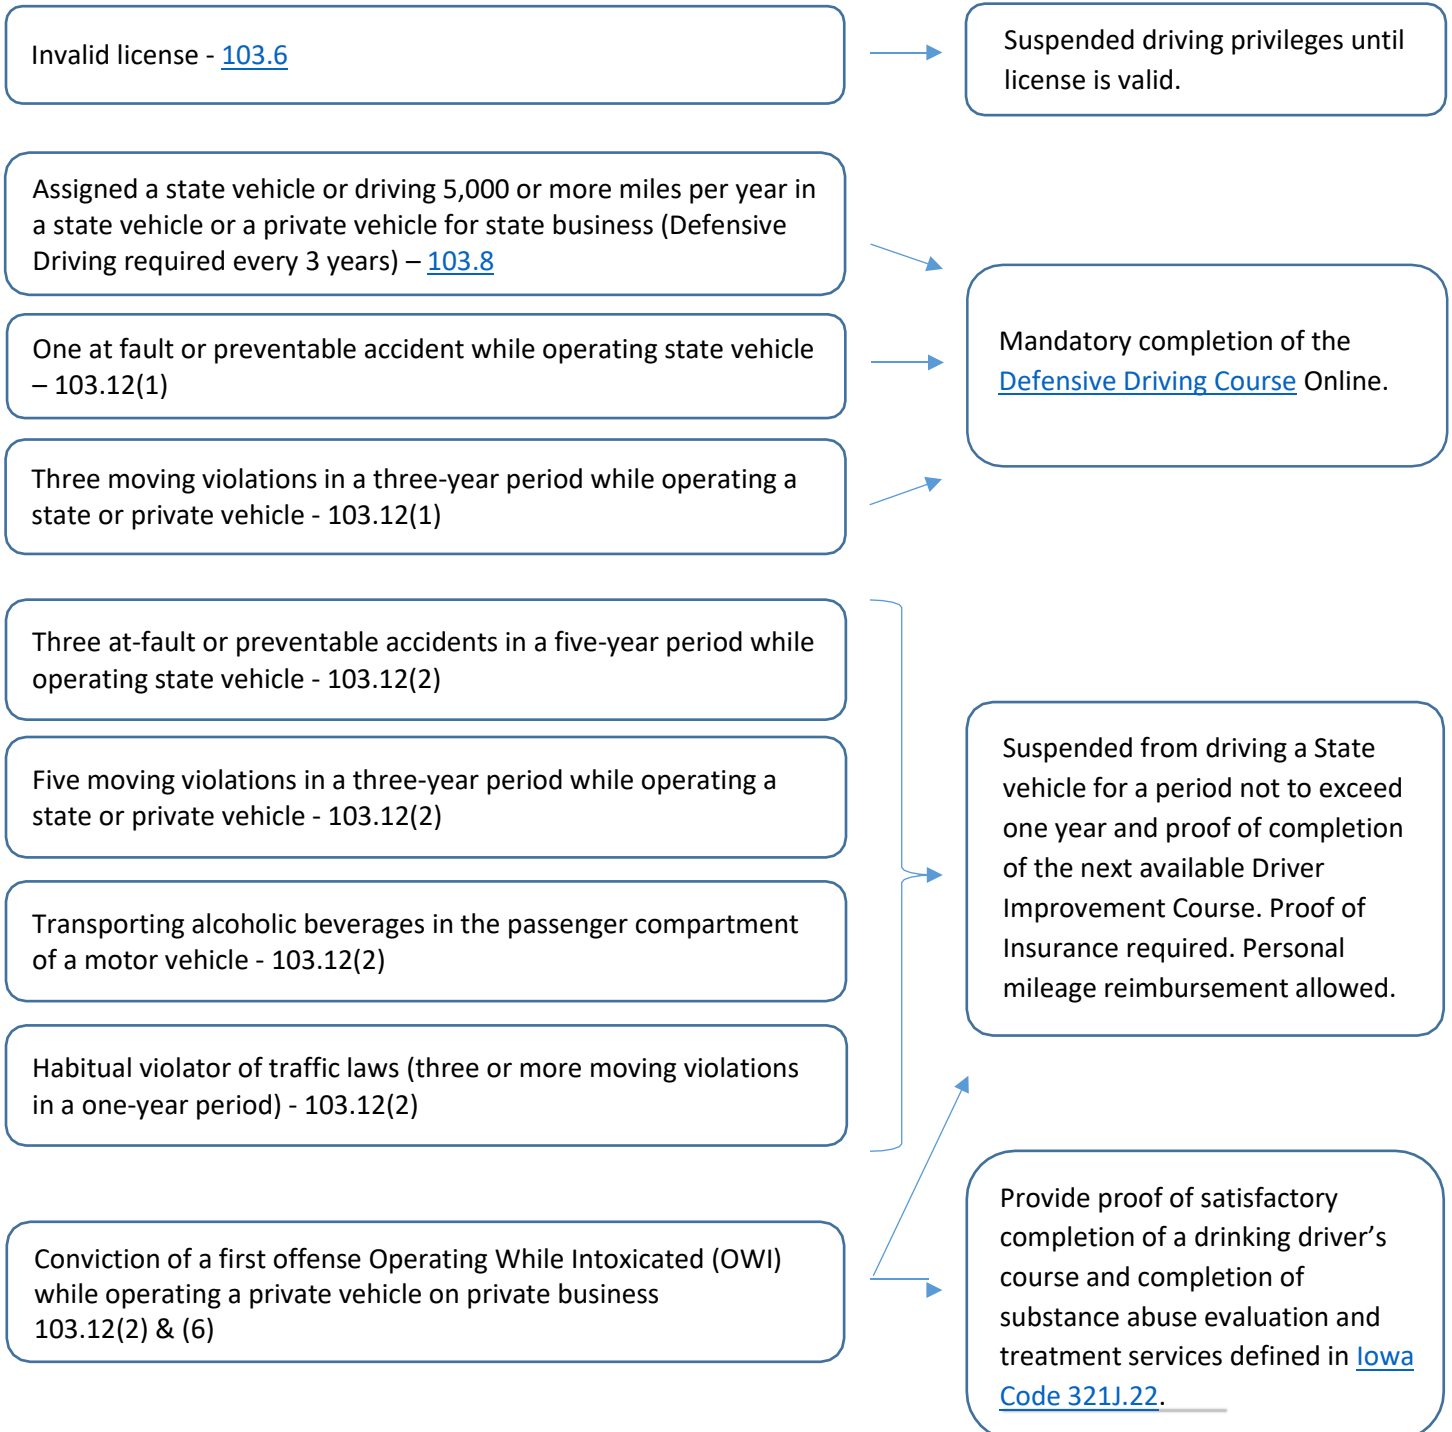 Invalid license - 103.6
Suspended driving privileges until
license is valid.
Assigned a state vehicle or driving 5,000 or more miles per year in
a state vehicle or a private vehicle for state business (Defensive
Driving required every 3 years) – 103.8
One at fault or preventable accident while operating state vehicle
– 103.12(1)
Three moving violations in a three-year period while operating a
state or private vehicle - 103.12(1)
Mandatory completion of the
Defensive Driving Course Online.
Three at-fault or preventable accidents in a five-year period while
operating state vehicle - 103.12(2)
Five moving violations in a three-year period while operating a
state or private vehicle - 103.12(2)
Transporting alcoholic beverages in the passenger compartment
of a motor vehicle - 103.12(2)
Habitual violator of traffic laws (three or more moving violations
in a one-year period) - 103.12(2)
Suspended from driving a State
vehicle for a period not to exceed
one year and proof of completion
of the next available Driver
Improvement Course. Proof of
Insurance required. Personal
mileage reimbursement allowed.
Conviction of a first offense Operating While Intoxicated (OWI)
while operating a private vehicle on private business
103.12(2) & (6)
Provide proof of satisfactory
completion of a drinking driver’s
course and completion of
substance abuse evaluation and
treatment services defined in Iowa
Code 321J.22.